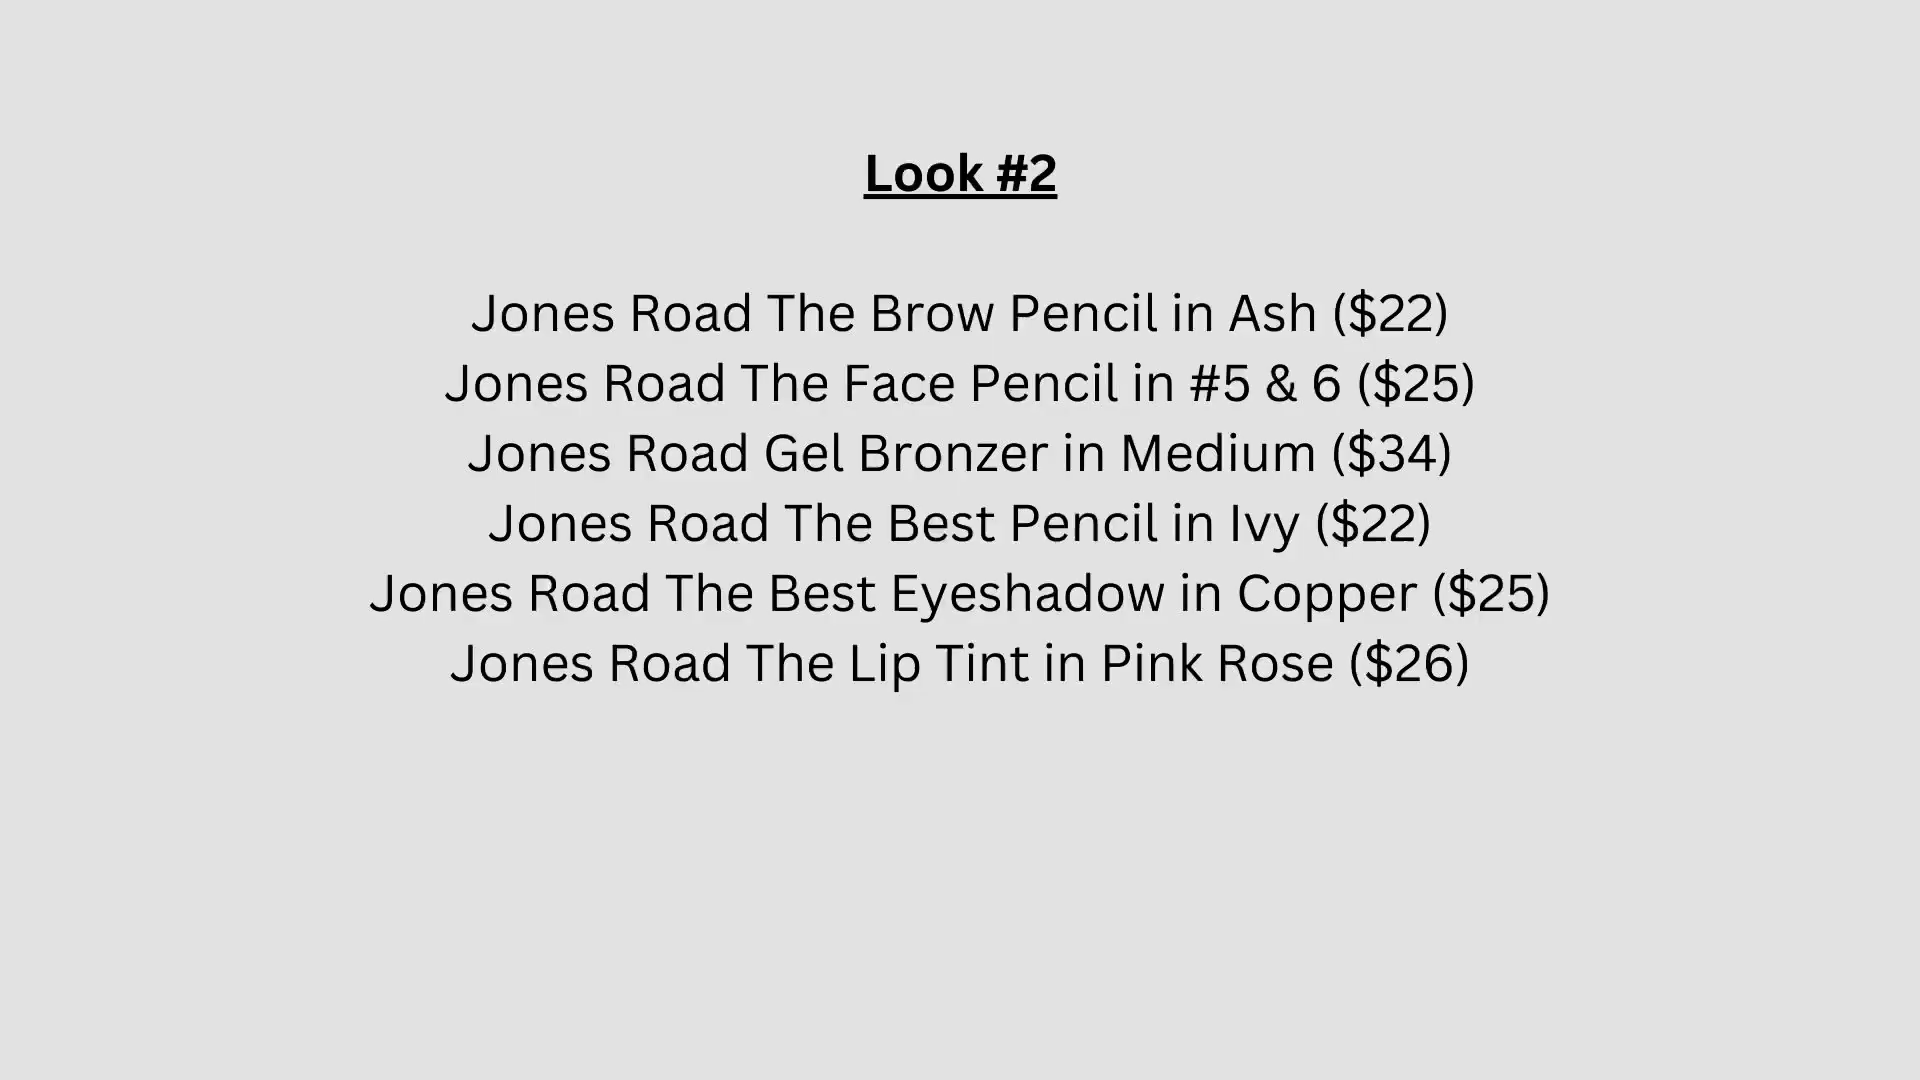 Look #2
Jones Road The Brow Pencil in Ash ($22)
Jones Road The Face Pencil in #5 & 6 ($25)
Jones Road Gel Bronzer in Medium ($34)
Jones Road The Best Pencil in Ivy ($22)
Jones Road The Best Eyeshadow in Copper ($25)
Jones Road The Lip Tint in Pink Rose ($26)